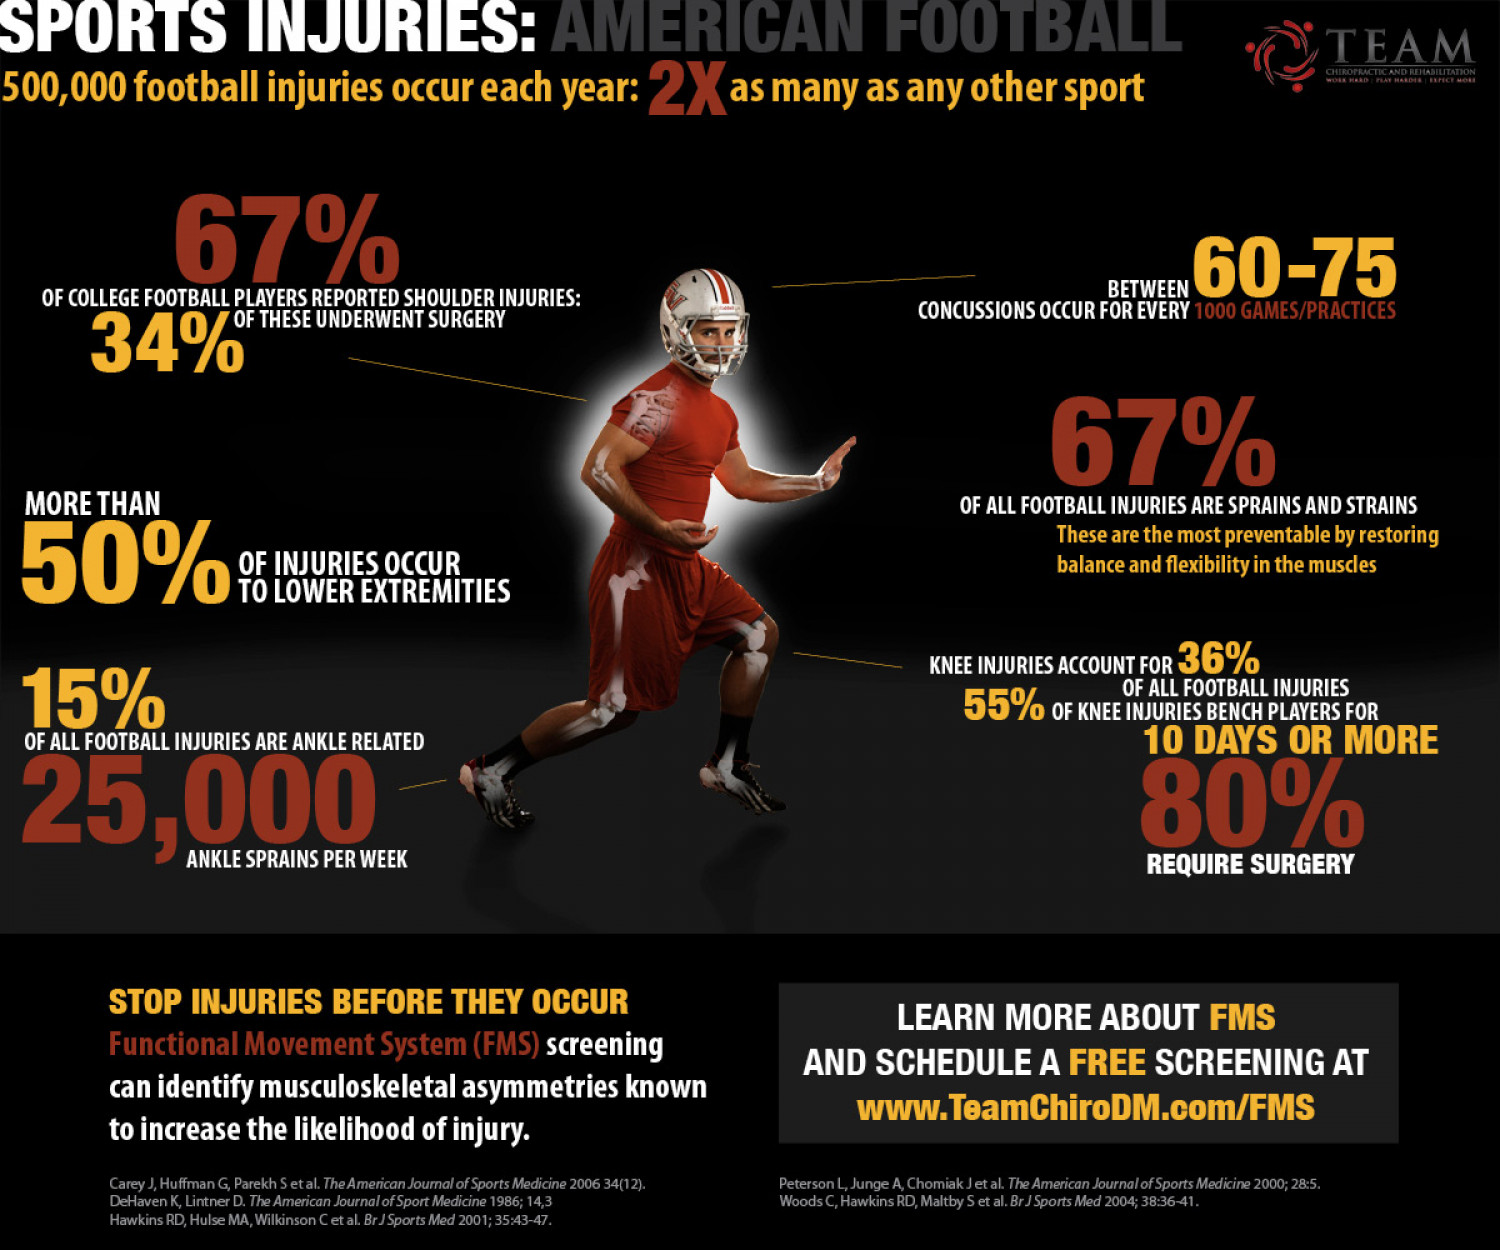 SPORTS INJURIES: AMERICAN FOOTBALL
TEAM
CHIROPRACTIC AND REHABILITATION
WORK HARD | PLAY HARDER | EXPECT MORE
500,000 football injuries occur each year: 2X as many as any other sport
67%
OF COLLEGE FOOTBALL PLAYERS REPORTED SHOULDER INJURIES:
34% OF THESE UNDERWENT SURGERY
MORE THAN
50% OF INJURIES OCCUR
TO LOWER EXTREMITIES
15%
OF ALL FOOTBALL INJURIES ARE ANKLE RELATED
25,000
ANKLE SPRAINS PER WEEK
BETWEEN 60-75
CONCUSSIONS OCCUR FOR EVERY 1000 GAMES/PRACTICES
67%
OF ALL FOOTBALL INJURIES ARE SPRAINS AND STRAINS
These are the most preventable by restoring
balance and flexibility in the muscles
KNEE INJURIES ACCOUNT FOR 36%
OF ALL FOOTBALL INJURIES
55% OF KNEE INJURIES BENCH PLAYERS FOR
10 DAYS OR MORE
80%
REQUIRE SURGERY
STOP INJURIES BEFORE THEY OCCUR
Functional Movement System (FMS) screening
can identify musculoskeletal asymmetries known
to increase the likelihood of injury.
LEARN MORE ABOUT FMS
AND SCHEDULE A FREE SCREENING AT
www.TeamChiroDM.com/FMS
Carey J, Huffman G, Parekh S et al. The American Journal of Sports Medicine 2006 34(12).
DeHaven K, Lintner D. The American Journal of Sport Medicine 1986; 14,3
Hawkins RD, Hulse MA, Wilkinson C et al. Br J Sports Med 2001; 35:43-47.
Peterson L, Junge A, Chomiak J et al. The American Journal of Sports Medicine 2000; 28:5.
Woods C, Hawkins RD, Maltby S et al. Br J Sports Med 2004; 38:36-41.